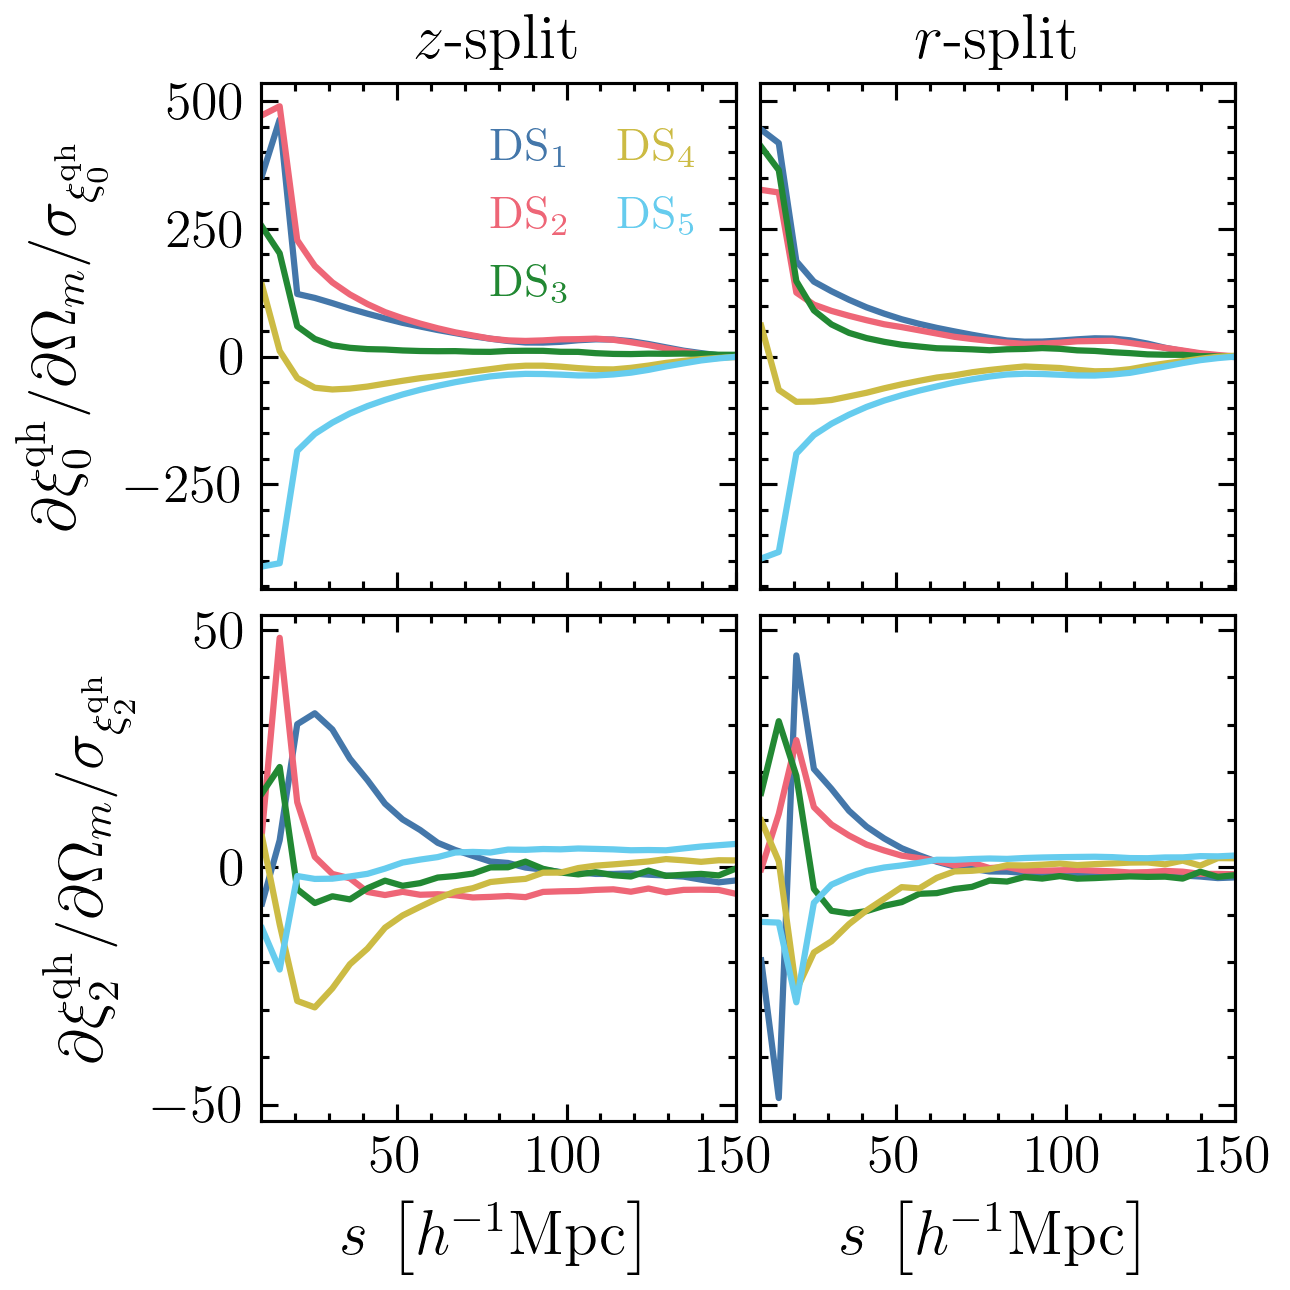 z-split
r-split
∂ξ₀^qh/∂Ω_m/σ_ξ₀^qh
500
250
0
−250
DS₁ DS₄
DS₂ DS₅
DS₃
∂ξ₂^qh/∂Ω_m/σ_ξ₂^qh
50
0
−50
50 100 150
50 100 150
s [h⁻¹Mpc]
s [h⁻¹Mpc]